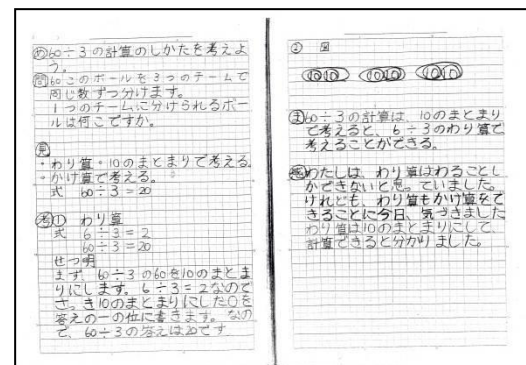 め 60÷3の計算のしかたを考えよ
う。
問 60このボールを3つのチームで
同じ数ずつ分けます。
1つのチームに分けられるボー
ルは何こですか。
見
・わり算・10のまとまりで考える。
・かけ算で考える。
式 60÷3=20
考① わり算
式 6÷3=2
60÷3=20
せつ明
まず、60÷3の60を10のまとま
りにします。6÷3=2なので
さっき10のまとまりにした0を
答えの一の位に書きます。なの
で、60÷3の答えは20です
② 図
⑩⑩ ⑩⑩ ⑩⑩
ま 60÷3の計算は、10のまとまり
で考えると、6÷3のわり算で
考えることができる。
感 わたしは、わり算はわることし
かできないと思っていました。
けれども、わり算もかけ算をで
きることに今日、気づきました
わり算は10のまとまりにして、
計算できると分かりました。